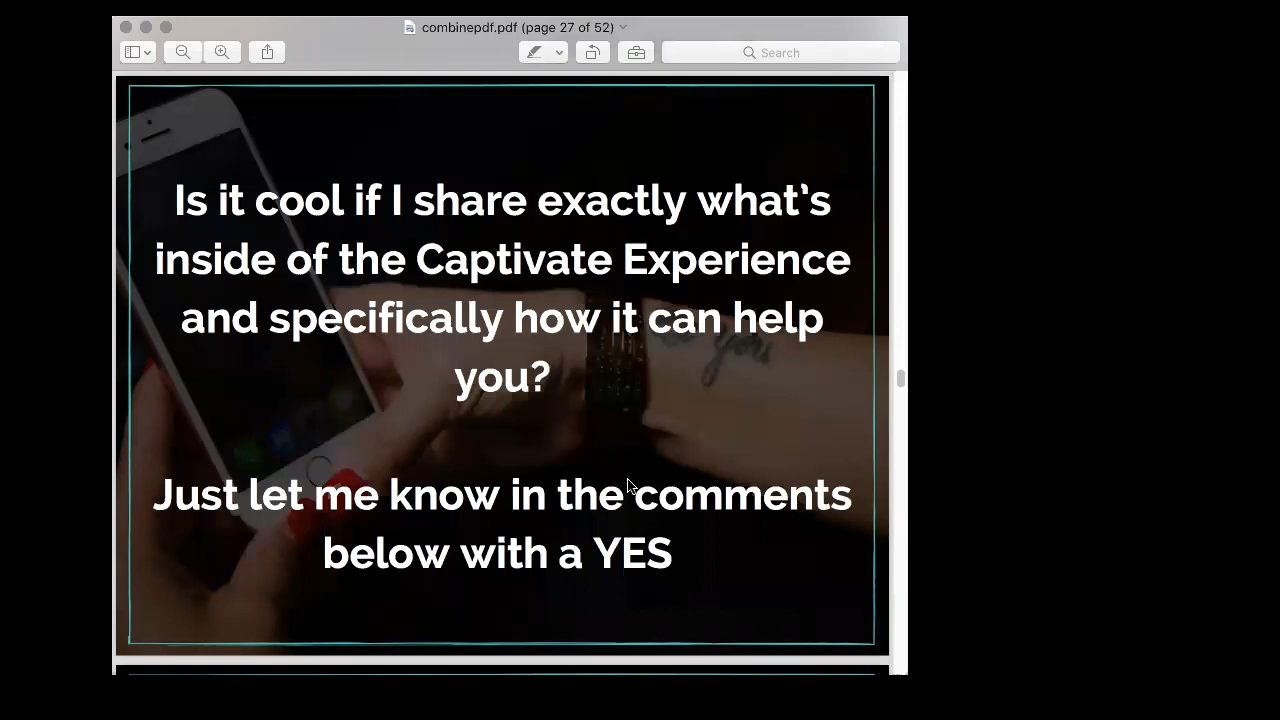 combinepdf.pdf (page 27 of 52)
Search
Is it cool if I share exactly what's
inside of the Captivate Experience
and specifically how it can help
you?
Just let me know in the comments
below with a YES
you